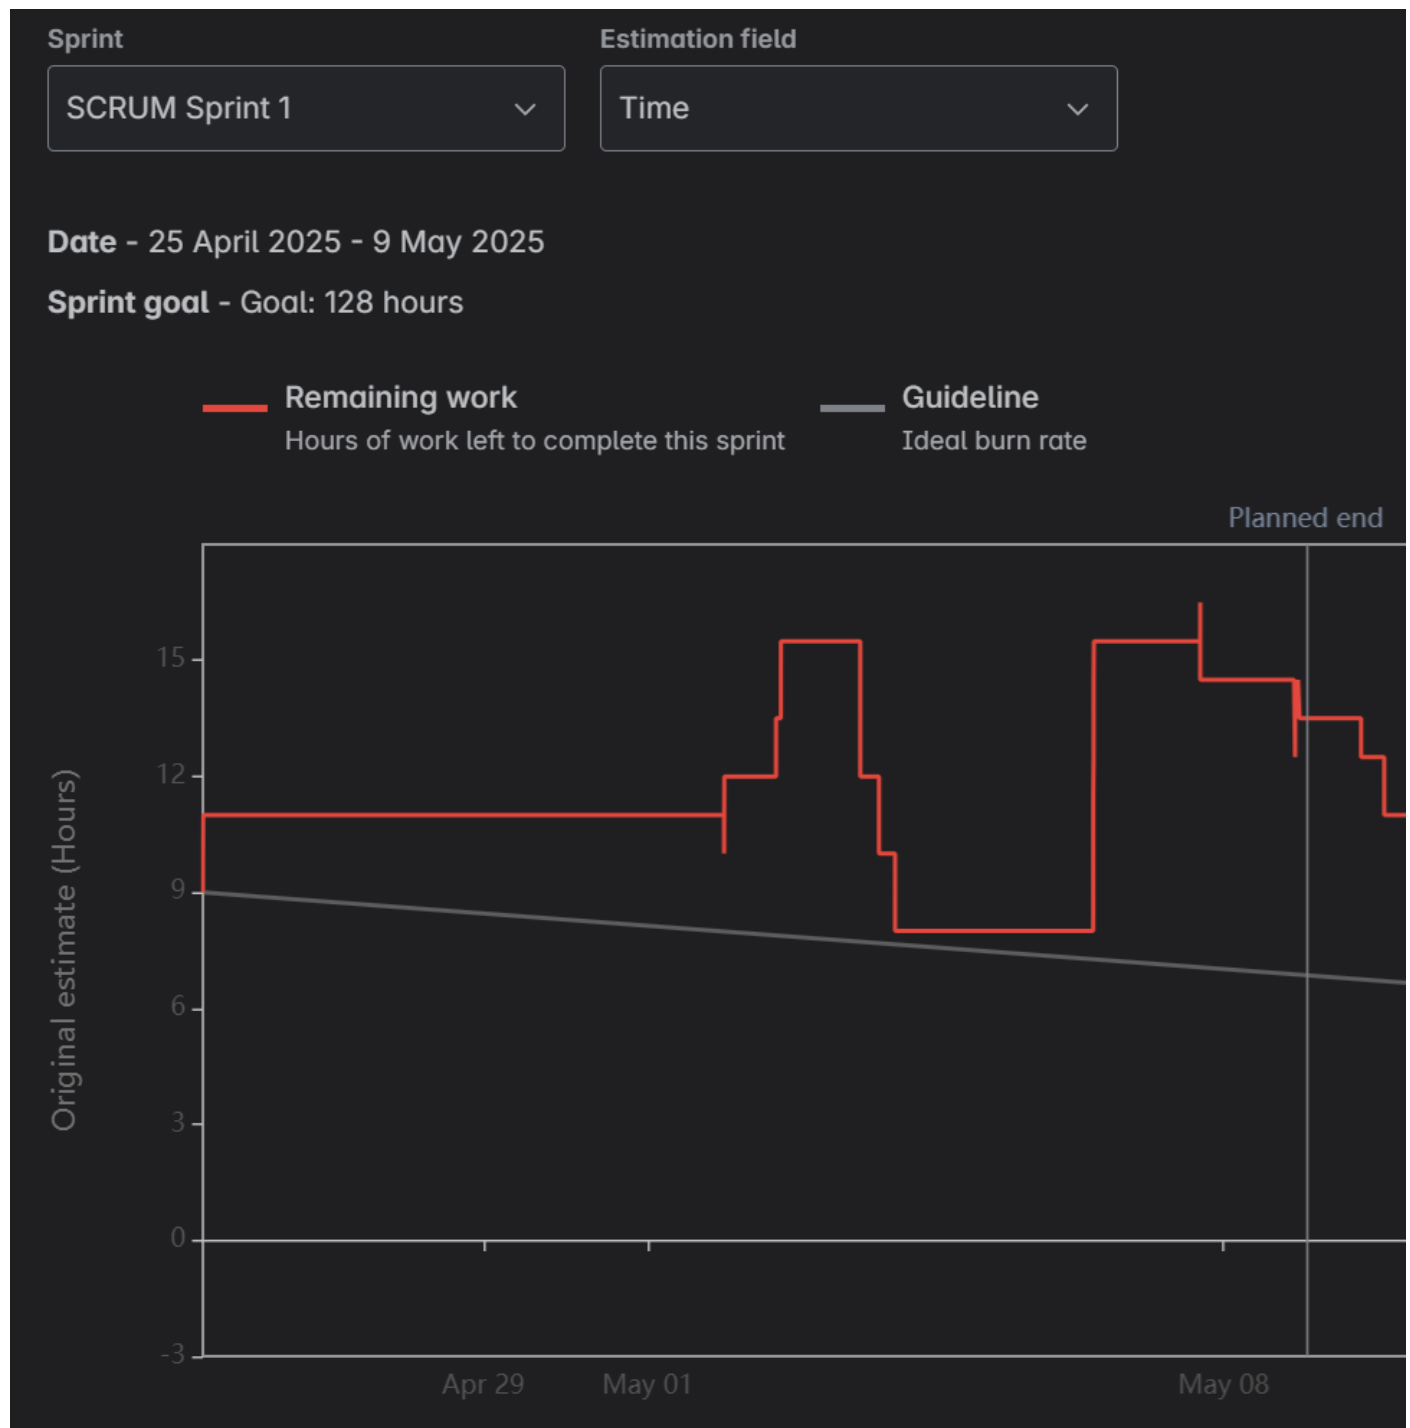 Sprint
Estimation field
SCRUM Sprint 1
Time
Date - 25 April 2025 - 9 May 2025
Sprint goal - Goal: 128 hours
Remaining work
Hours of work left to complete this sprint
Guideline
Ideal burn rate
Planned end
Original estimate (Hours)
15
12
9
6
3
0
-3
Apr 29
May 01
May 08